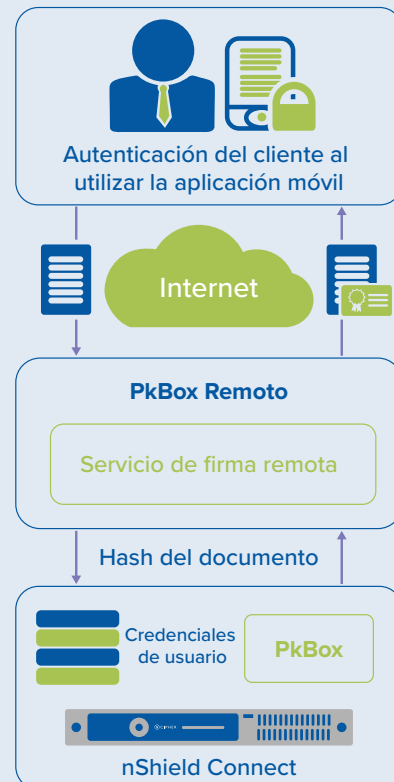 Autenticación del cliente al
utilizar la aplicación móvil
Internet
PkBox Remoto
Servicio de firma remota
Hash del documento
Credenciales
de usuario
PkBox
nShield Connect